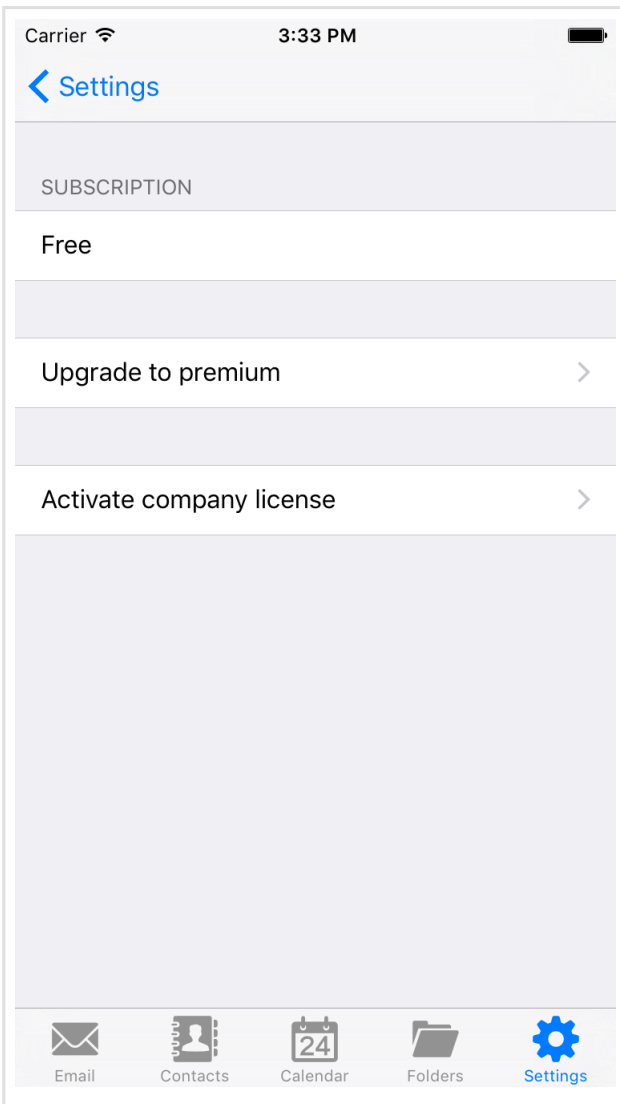 Carrier 3:33 PM
Settings
SUBSCRIPTION
Free
Upgrade to premium
Activate company license
24
Email Contacts Calendar Folders Settings